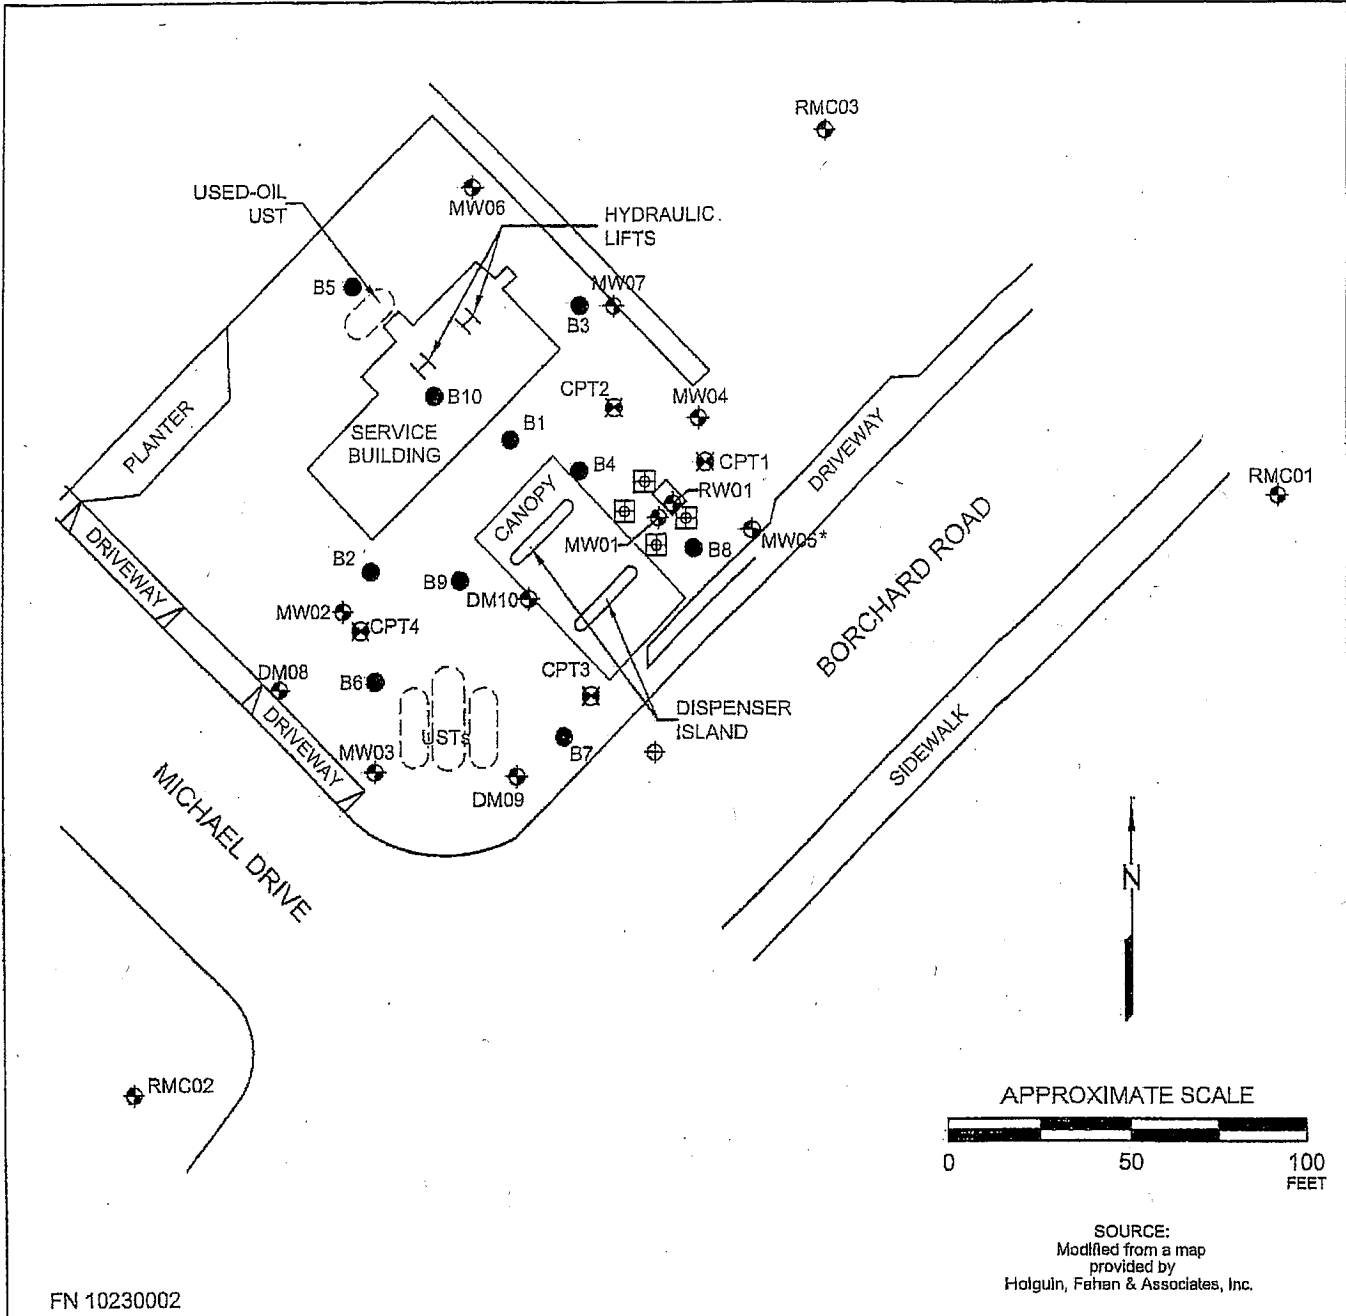 RMC03
USED-OIL
UST
MW06
HYDRAULIC
LIFTS
B5
MW07
B3
CPT2
MW04
B10
B1
SERVICE
BUILDING
PLANTER
B4
CPT1
DRIVEWAY
RMC01
CANOPY
RW01
MW01
MW05*
B8
DRIVEWAY
B2
B9
DM10
MW02
CPT4
BORCHARD ROAD
DM08
B6
CPT3
DRIVEWAY
USTs
DISPENSER
ISLAND
MW03
B7
DM09
SIDEWALK
MICHAEL DRIVE
N
RMC02
APPROXIMATE SCALE
0 50 100
FEET
SOURCE:
Modified from a map
provided by
Holguin, Fahan & Associates, Inc.
FN 10230002